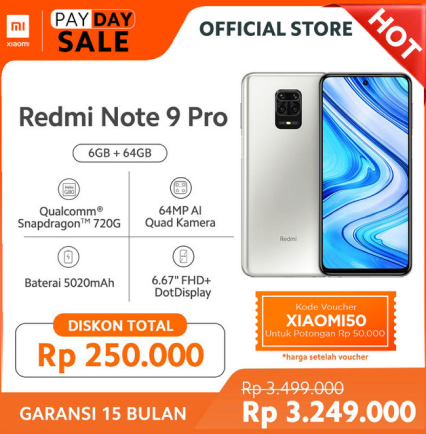 mi
xiaomi
PAY DAY
SALE
OFFICIAL STORE
HOT
Redmi Note 9 Pro
6GB + 64GB
Qualcomm®
Snapdragon™ 720G
64MP AI
Quad Kamera
Baterai 5020mAh
6.67" FHD+
DotDisplay
Redmi
DISKON TOTAL
Rp 250.000
Kode Voucher
XIAOMI50
Untuk Potongan Rp 50.000
*harga setelah voucher
GARANSI 15 BULAN
Rp 3.499.000
Rp 3.249.000